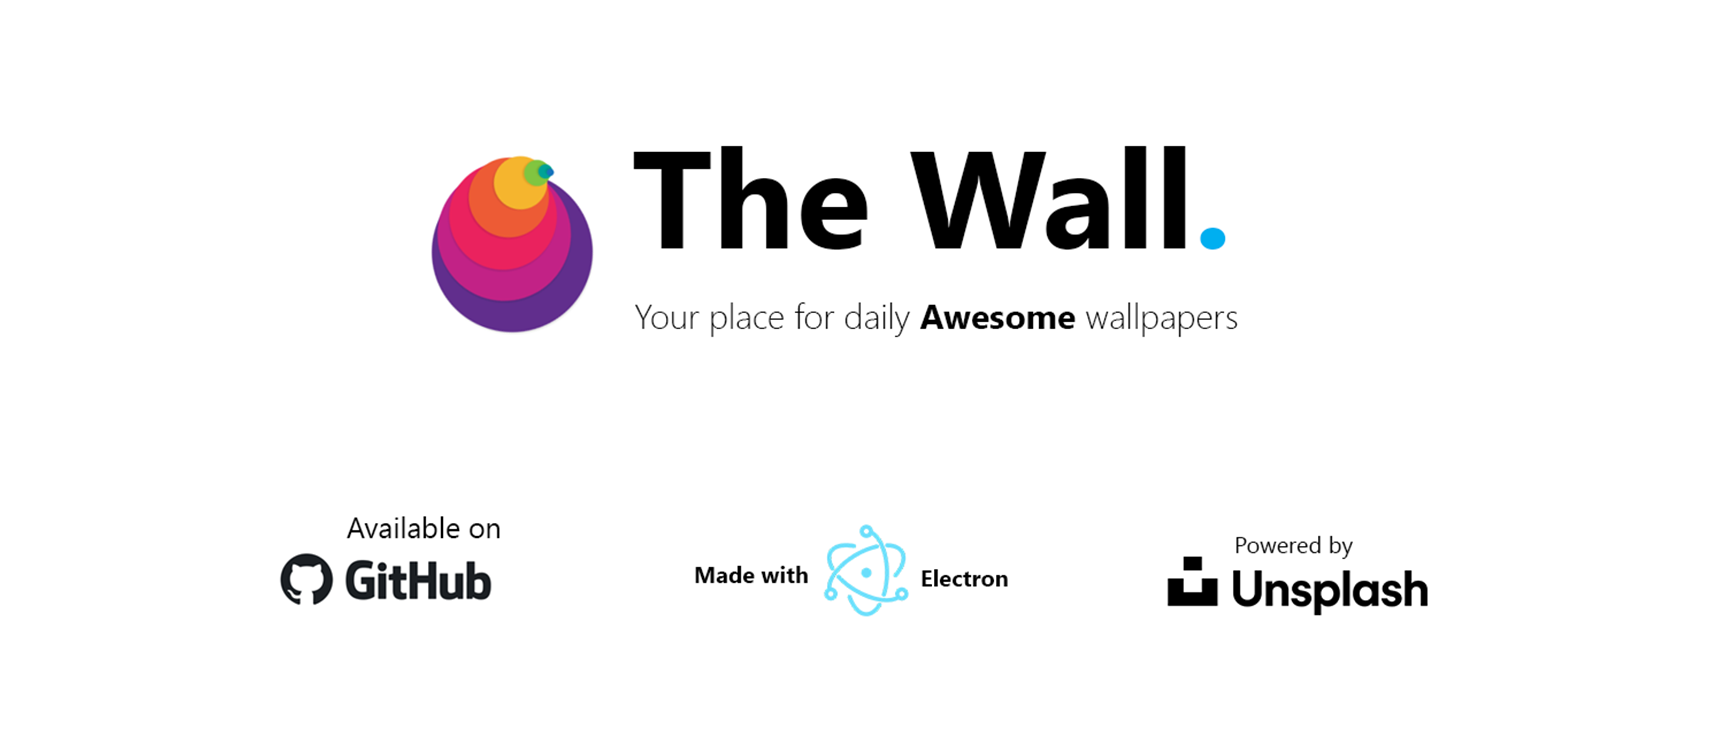 The Wall.
Your place for daily Awesome wallpapers
Available on
GitHub
Made with Electron
Powered by
Unsplash